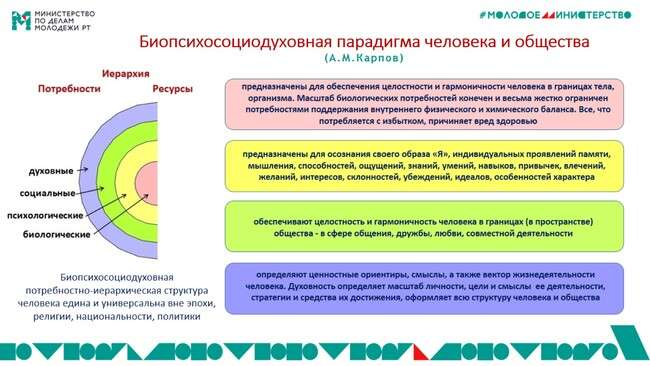 МИНИСТЕРСТВО
ПО ДЕЛАМ
МОЛОДЕЖИ РТ
#МОЛОДОЕМИНИСТЕРСТВО
Биопсихосоциодуховная парадигма человека и общества
(А.М.Карпов)
Иерархия
Потребности Ресурсы
духовные
социальные
психологические
биологические
Биопсихосоциодуховная
потребностно-иерархическая структура
человека едина и универсальна вне эпохи,
религии, национальности, политики
предназначены для обеспечения целостности и гармоничности человека в границах тела,
организма. Масштаб биологических потребностей конечен и весьма жестко ограничен
потребностями поддержания внутреннего физического и химического баланса. Все, что
потребляется с избытком, причиняет вред здоровью
предназначены для осознания своего образа «Я», индивидуальных проявлений памяти,
мышления, способностей, ощущений, знаний, умений, навыков, привычек, влечений,
желаний, интересов, склонностей, убеждений, идеалов, особенностей характера
обеспечивают целостность и гармоничность человека в границах (в пространстве)
общества - в сфере общения, дружбы, любви, совместной деятельности
определяют ценностные ориентиры, смыслы, а также вектор жизнедеятельности
человека. Духовность определяет масштаб личности, цели и смыслы ее деятельности,
стратегии и средства их достижения, оформляет всю структуру человека и общества